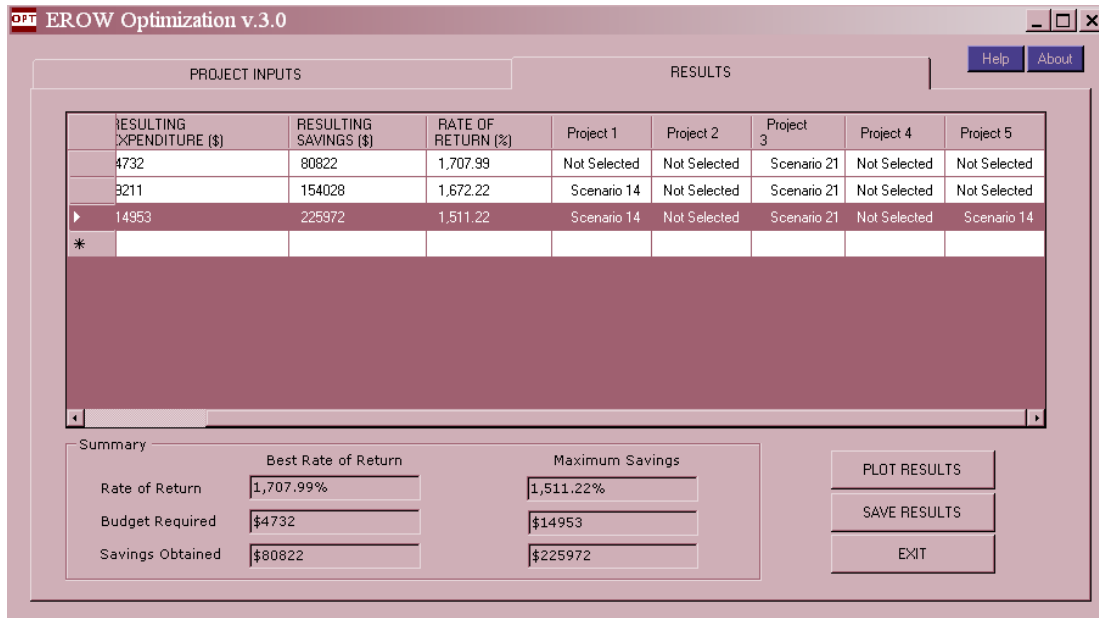 OPT EROW Optimization v.3.0
Help About
PROJECT INPUTS RESULTS
RESULTING EXPENDITURE ($) RESULTING SAVINGS ($) RATE OF RETURN (%) Project 1 Project 2 Project 3 Project 4 Project 5
4732 80822 1,707.99 Not Selected Not Selected Scenario 21 Not Selected Not Selected
9211 154028 1,672.22 Scenario 14 Not Selected Scenario 21 Not Selected Not Selected
14953 225972 1,511.22 Scenario 14 Not Selected Scenario 21 Not Selected Scenario 14
Summary
Best Rate of Return Maximum Savings
Rate of Return 1,707.99% 1,511.22%
Budget Required $4732 $14953
Savings Obtained $80822 $225972
PLOT RESULTS
SAVE RESULTS
EXIT